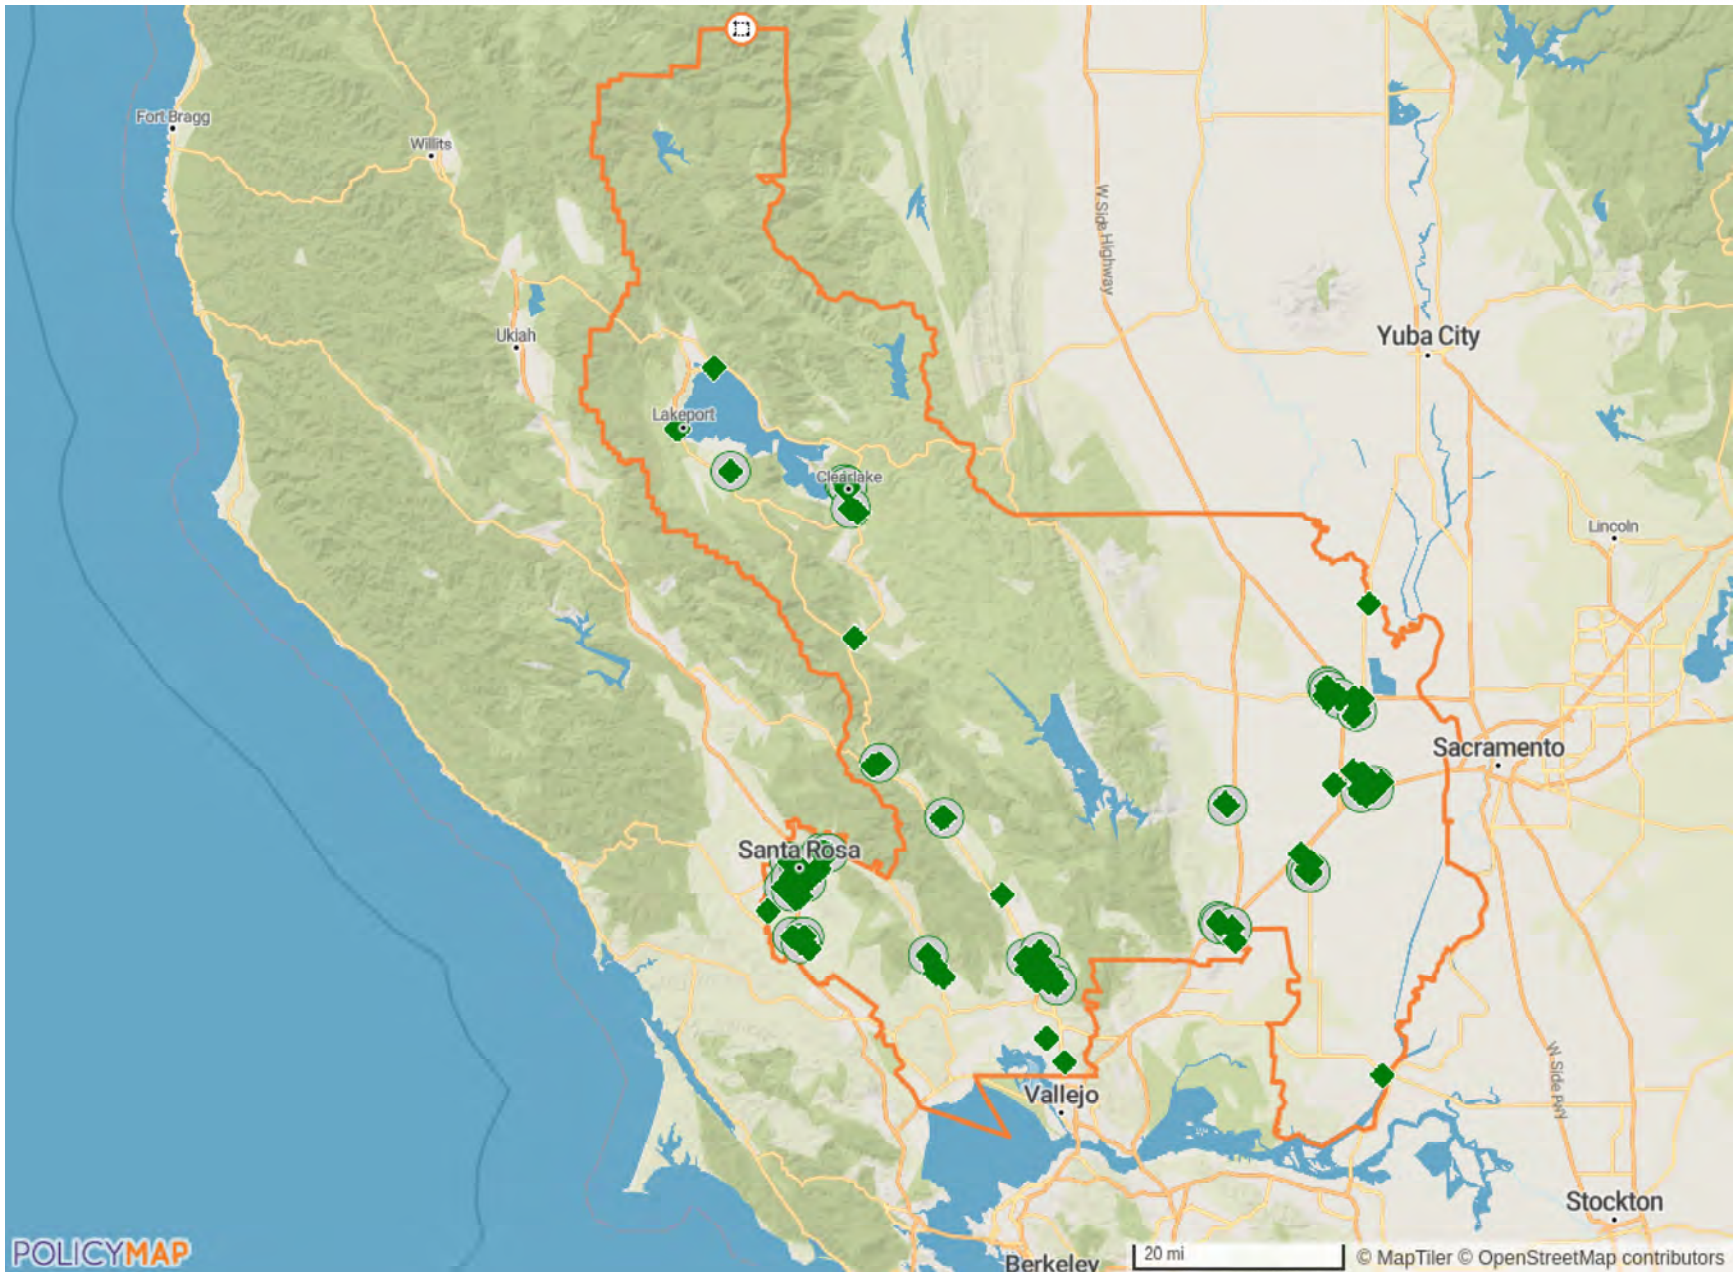 Fort Bragg
Willits
W Side Highway
Ukiah
Yuba City
Lakeport
Clearlake
Lincoln
Sacramento
Santa Rosa
Vallejo
W Side Fwy
Stockton
Berkeley
20 mi
POLICYMAP
© MapTiler © OpenStreetMap contributors